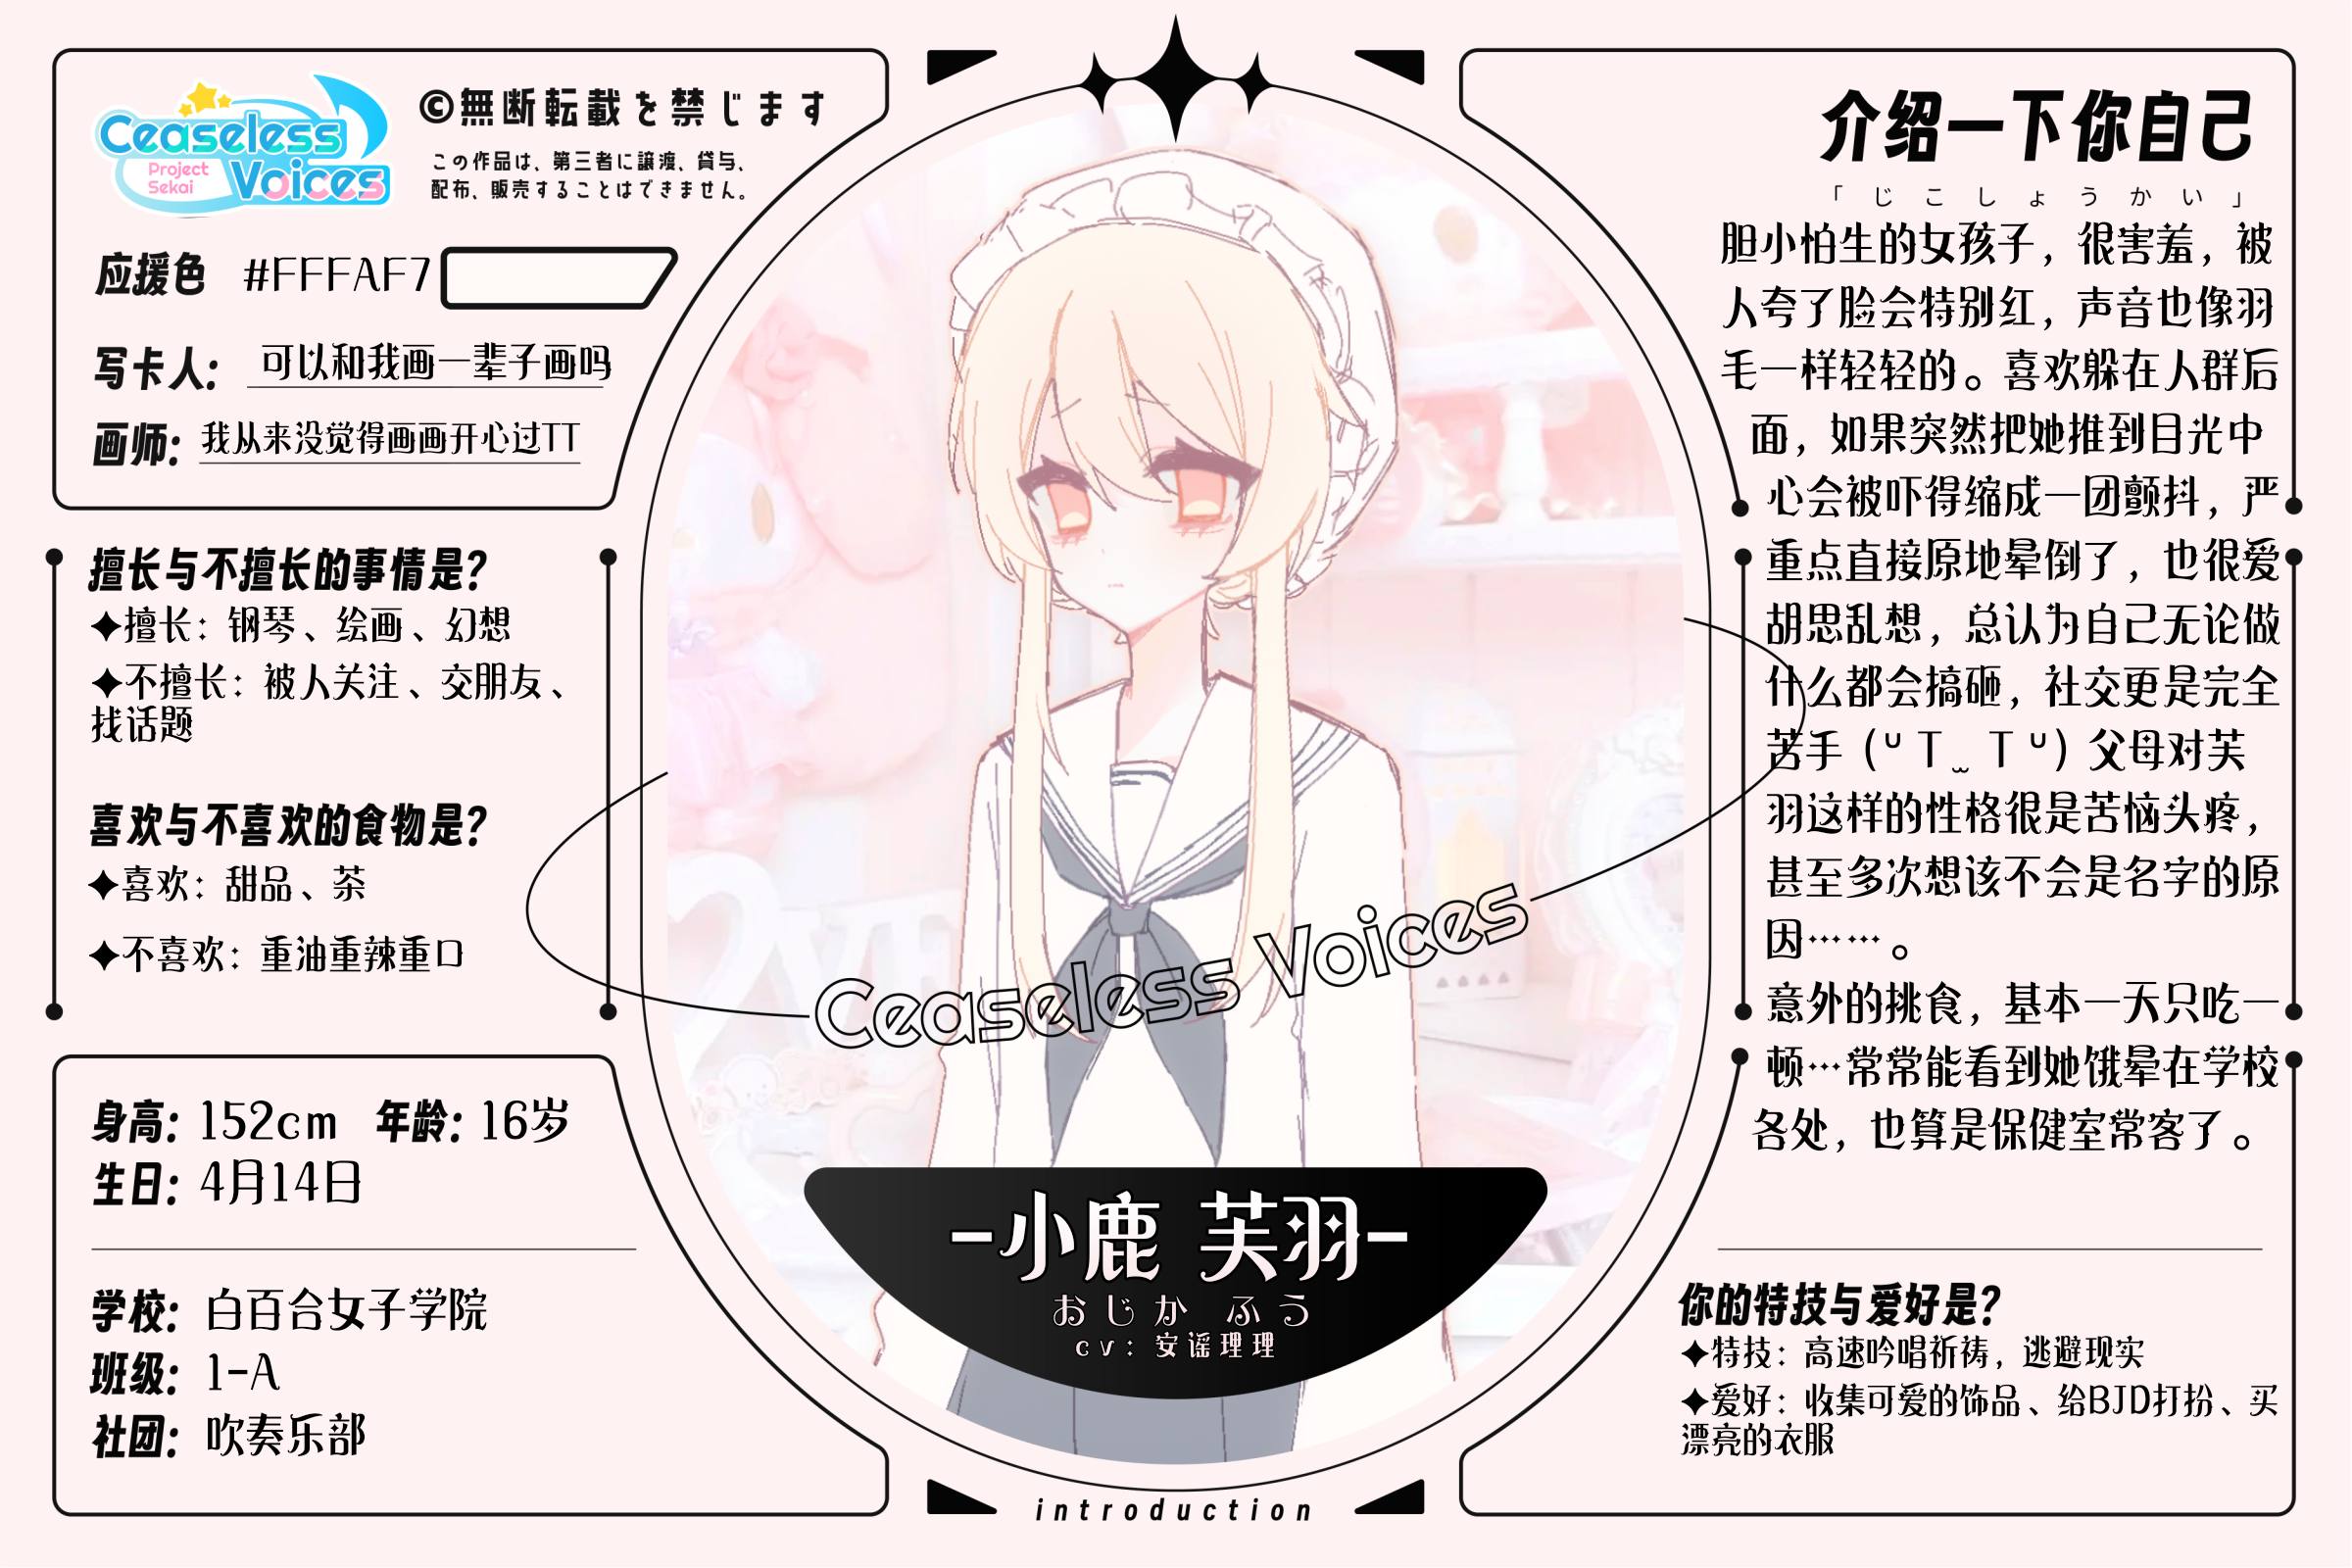 Ceaseless
Project
Sekai
Voices
©無断転載を禁じます
この作品は、第三者に譲渡、貸与、
配布、販売することはできません。
应援色 #FFFAF7
写卡人: 可以和我画一辈子画吗
画师: 我从来没觉得画画开心过TT
擅长与不擅长的事情是?
✦擅长：钢琴、绘画、幻想
✦不擅长：被人关注、交朋友、
找话题
喜欢与不喜欢的食物是?
✦喜欢：甜品、茶
✦不喜欢：重油重辣重口
身高: 152cm 年龄: 16岁
生日: 4月14日
学校: 白百合女子学院
班级: 1-A
社团: 吹奏乐部
Ceaseless Voices
-小鹿 芙羽-
おじか ふう
cv：安谣理理
introduction
介绍一下你自己
「じこしょうかい」
胆小怕生的女孩子，很害羞，被
人夸了脸会特别红，声音也像羽
毛一样轻轻的。喜欢躲在人群后
面，如果突然把她推到目光中
心会被吓得缩成一团颤抖，严
重点直接原地晕倒了，也很爱
胡思乱想，总认为自己无论做
什么都会搞砸，社交更是完全
苦手（ᐡ T ‸ T ᐡ）父母对芙
羽这样的性格很是苦恼头疼，
甚至多次想该不会是名字的原
因……。
意外的挑食，基本一天只吃一
顿…常常能看到她饿晕在学校
各处，也算是保健室常客了。
你的特技与爱好是?
✦特技：高速吟唱祈祷，逃避现实
✦爱好：收集可爱的饰品、给BJD打扮、买
漂亮的衣服